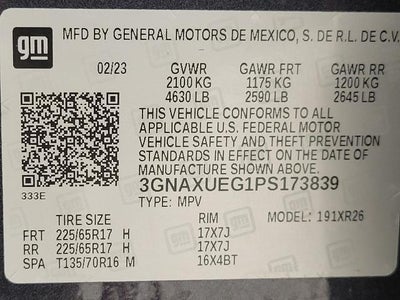 gm MFD BY GENERAL MOTORS DE MEXICO, S. DE R.L. DE C.V.
02/23 GVWR GAWR FRT GAWR RR
2100 KG 1175 KG 1200 KG
4630 LB 2590 LB 2645 LB
THIS VEHICLE CONFORMS TO ALL
APPLICABLE U.S. FEDERAL MOTOR
VEHICLE SAFETY AND THEFT PREVENTION
STANDARDS IN EFFECT ON THE DATE OF
MANUFACTURE SHOWN ABOVE.
333E 3GNAXUEG1PS173839
TYPE: MPV
TIRE SIZE RIM MODEL: 191XR26
FRT 225/65R17 H 17X7J
RR 225/65R17 H 17X7J
SPA T135/70R16 M 16X4BT